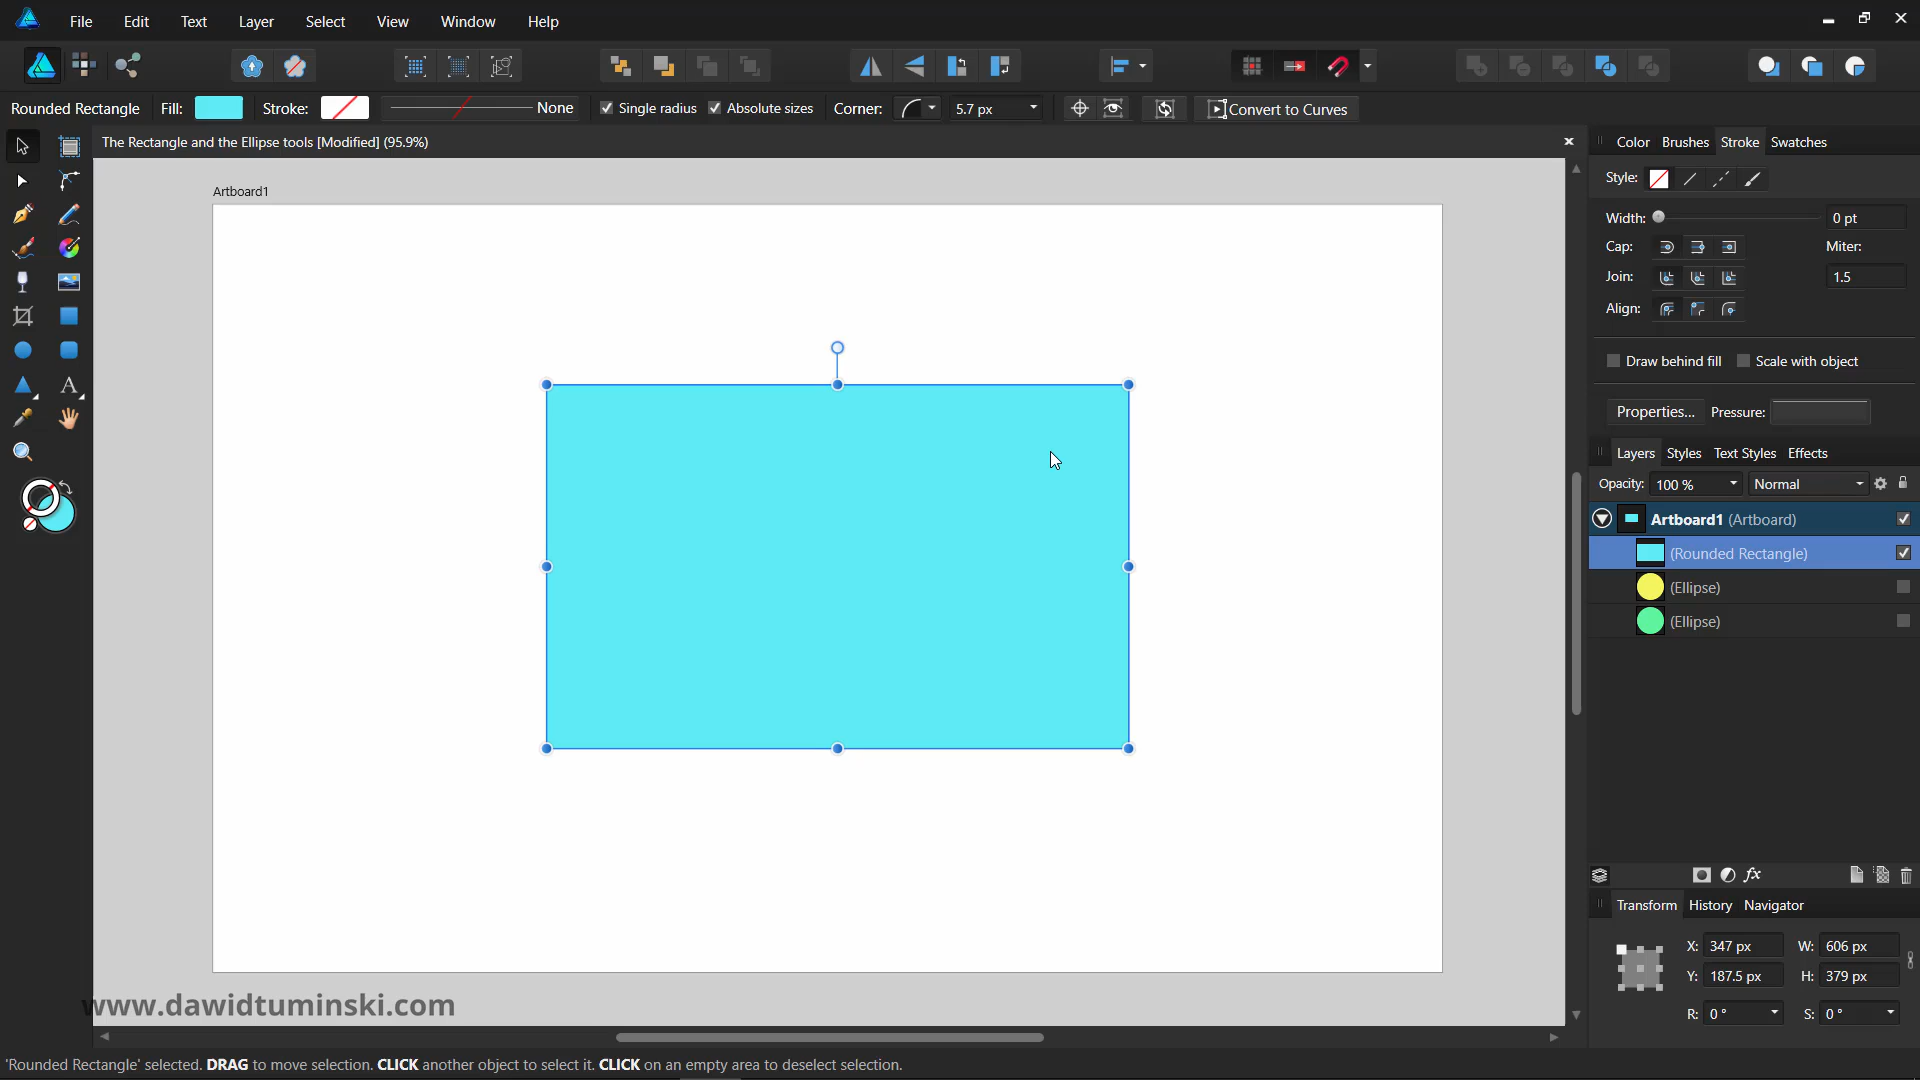 File Edit Text Layer Select View Window Help
Rounded Rectangle Fill: Stroke: None Single radius Absolute sizes Corner: 5.7 px Convert to Curves
The Rectangle and the Ellipse tools [Modified] (95.9%)
Artboard1
Color Brushes Stroke Swatches
Style:
Width: 0 pt
Cap: Miter:
Join: 1.5
Align:
Draw behind fill Scale with object
Properties... Pressure:
Layers Styles Text Styles Effects
Opacity: 100 % Normal
Artboard1 (Artboard)
(Rounded Rectangle)
(Ellipse)
(Ellipse)
fx
Transform History Navigator
X: 347 px W: 606 px
Y: 187.5 px H: 379 px
R: 0 ° S: 0 °
www.dawidtuminski.com
'Rounded Rectangle' selected. DRAG to move selection. CLICK another object to select it. CLICK on an empty area to deselect selection.